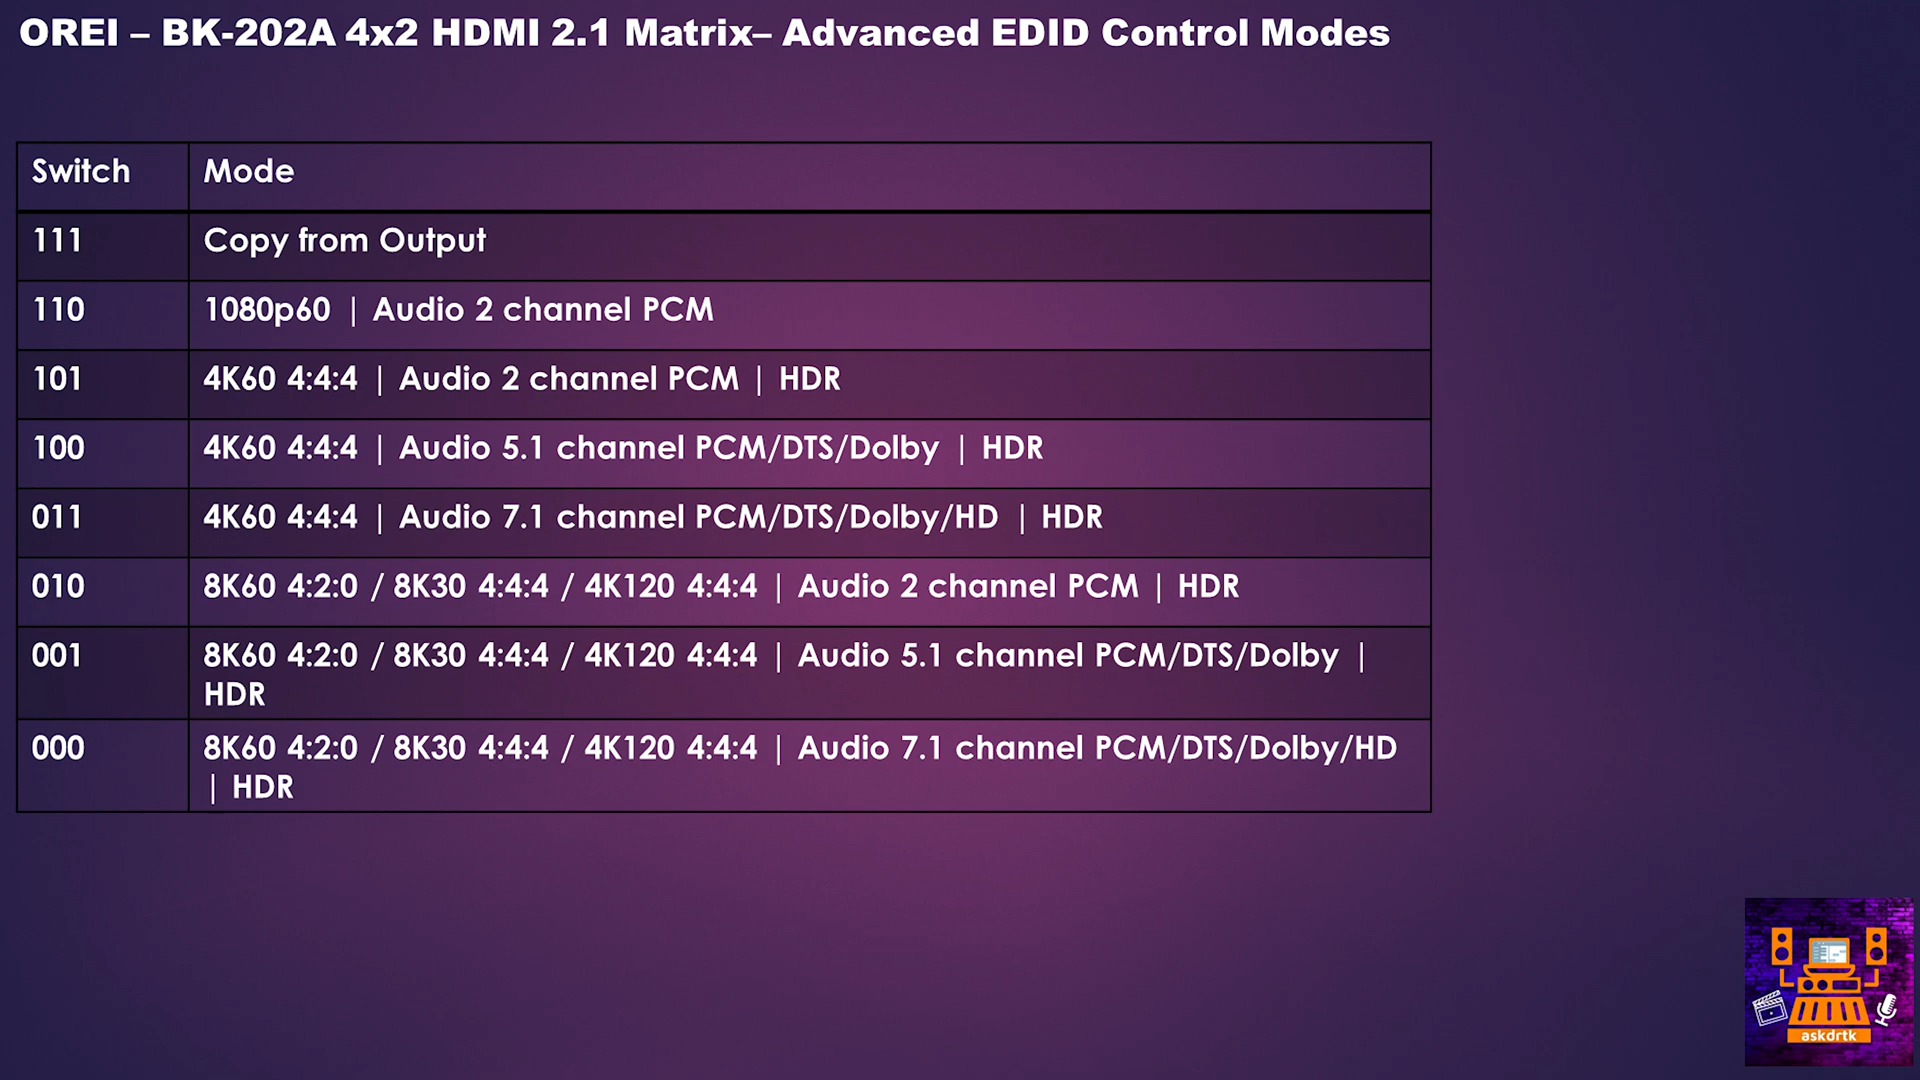 OREI – BK-202A 4x2 HDMI 2.1 Matrix– Advanced EDID Control Modes
Switch Mode
111 Copy from Output
110 1080p60 | Audio 2 channel PCM
101 4K60 4:4:4 | Audio 2 channel PCM | HDR
100 4K60 4:4:4 | Audio 5.1 channel PCM/DTS/Dolby | HDR
011 4K60 4:4:4 | Audio 7.1 channel PCM/DTS/Dolby/HD | HDR
010 8K60 4:2:0 / 8K30 4:4:4 / 4K120 4:4:4 | Audio 2 channel PCM | HDR
001 8K60 4:2:0 / 8K30 4:4:4 / 4K120 4:4:4 | Audio 5.1 channel PCM/DTS/Dolby |
HDR
000 8K60 4:2:0 / 8K30 4:4:4 / 4K120 4:4:4 | Audio 7.1 channel PCM/DTS/Dolby/HD
| HDR
askdrtk